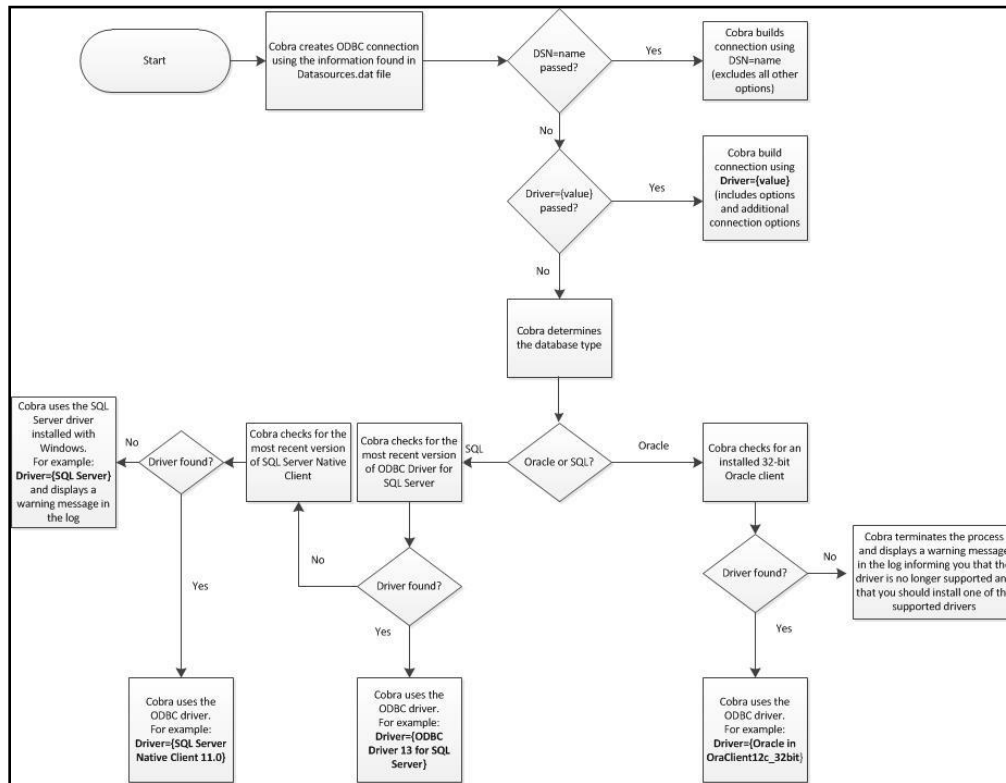 Start
Cobra creates ODBC connection
using the information found in
Datasources.dat file
DSN=name
passed?
Yes
Cobra builds
connection using
DSN=name
(excludes all other
options)
No
Driver={value}
passed?
Yes
Cobra build
connection using
Driver={value}
(includes options
and additional
connection options
No
Cobra determines
the database type
Oracle or SQL?
SQL
Oracle
Cobra checks for an
installed 32-bit
Oracle client
Cobra checks for the
most recent version
of ODBC Driver for
SQL Server
Cobra checks for the
most recent version
of SQL Server Native
Client
Driver found?
No
Cobra uses the SQL
Server driver
installed with
Windows.
For example:
Driver={SQL Server}
and displays a
warning message in
the log
Yes
Driver found?
No
Yes
Driver found?
No
Cobra terminates the process
and displays a warning message
in the log informing you that the
driver is no longer supported an
that you should install one of th
supported drivers
Yes
Cobra uses the
ODBC driver.
For example:
Driver={SQL Server
Native Client 11.0}
Cobra uses the
ODBC driver.
For example:
Driver={ODBC
Driver 13 for SQL
Server}
Cobra uses the
ODBC driver.
For example:
Driver={Oracle in
OraClient12c_32bit}